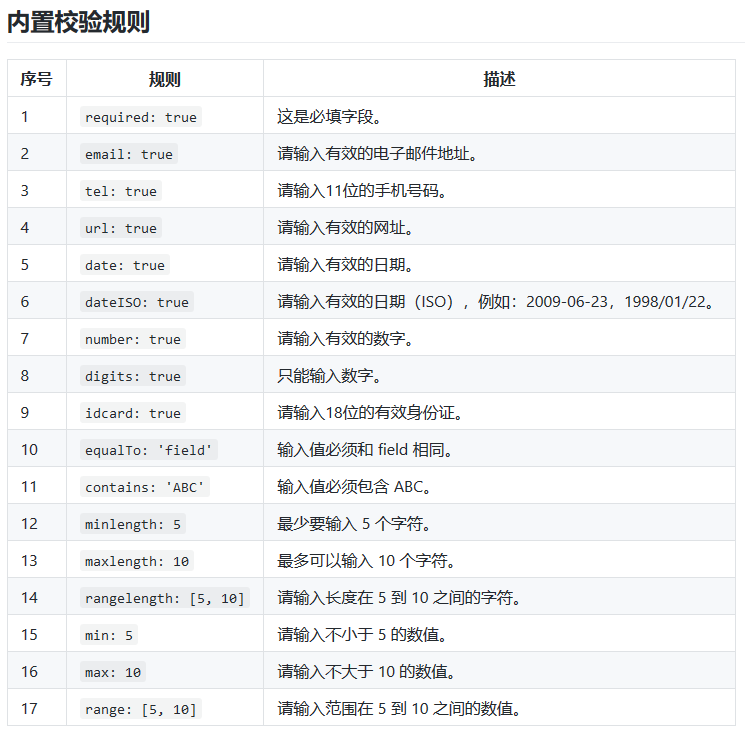 内置校验规则
序号 规则 描述
1 required: true 这是必填字段。
2 email: true 请输入有效的电子邮件地址。
3 tel: true 请输入11位的手机号码。
4 url: true 请输入有效的网址。
5 date: true 请输入有效的日期。
6 dateISO: true 请输入有效的日期（ISO），例如：2009-06-23，1998/01/22。
7 number: true 请输入有效的数字。
8 digits: true 只能输入数字。
9 idcard: true 请输入18位的有效身份证。
10 equalTo: 'field' 输入值必须和 field 相同。
11 contains: 'ABC' 输入值必须包含 ABC。
12 minlength: 5 最少要输入 5 个字符。
13 maxlength: 10 最多可以输入 10 个字符。
14 rangelength: [5, 10] 请输入长度在 5 到 10 之间的字符。
15 min: 5 请输入不小于 5 的数值。
16 max: 10 请输入不大于 10 的数值。
17 range: [5, 10] 请输入范围在 5 到 10 之间的数值。